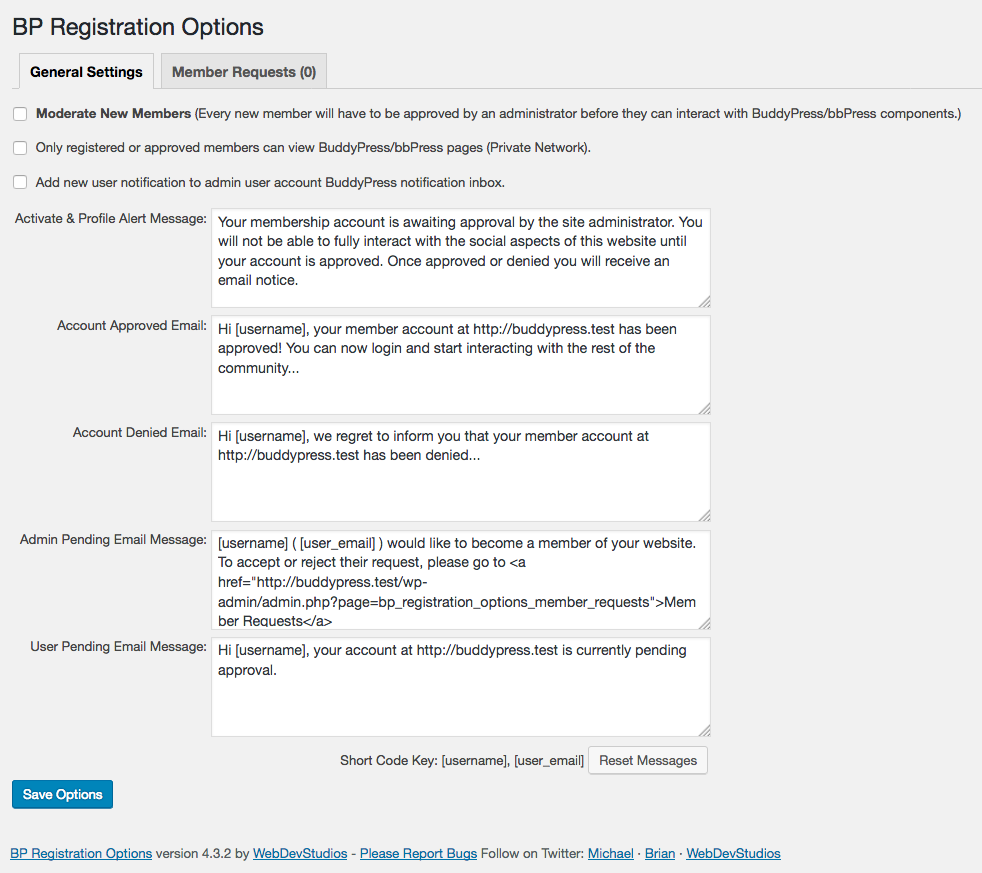 BP Registration Options
General Settings
Member Requests (0)
Moderate New Members (Every new member will have to be approved by an administrator before they can interact with BuddyPress/bbPress components.)
Only registered or approved members can view BuddyPress/bbPress pages (Private Network).
Add new user notification to admin user account BuddyPress notification inbox.
Activate & Profile Alert Message:
Your membership account is awaiting approval by the site administrator. You
will not be able to fully interact with the social aspects of this website until
your account is approved. Once approved or denied you will receive an
email notice.
Account Approved Email:
Hi [username], your member account at http://buddypress.test has been
approved! You can now login and start interacting with the rest of the
community...
Account Denied Email:
Hi [username], we regret to inform you that your member account at
http://buddypress.test has been denied...
Admin Pending Email Message:
[username] ( [user_email] ) would like to become a member of your website.
To accept or reject their request, please go to <a
href="http://buddypress.test/wp-
admin/admin.php?page=bp_registration_options_member_requests">Mem
ber Requests</a>
User Pending Email Message:
Hi [username], your account at http://buddypress.test is currently pending
approval.
Short Code Key: [username], [user_email]
Reset Messages
Save Options
BP Registration Options version 4.3.2 by WebDevStudios - Please Report Bugs Follow on Twitter: Michael · Brian · WebDevStudios